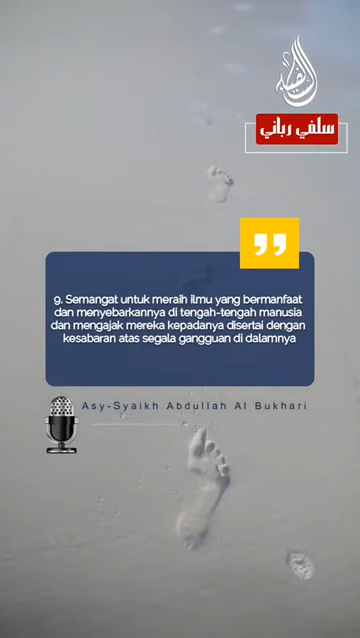 سلفي رباني
9. Semangat untuk meraih ilmu yang bermanfaat
dan menyebarkannya di tengah-tengah manusia
dan mengajak mereka kepadanya disertai dengan
kesabaran atas segala gangguan di dalamnya
Asy-Syaikh Abdullah Al Bukhari